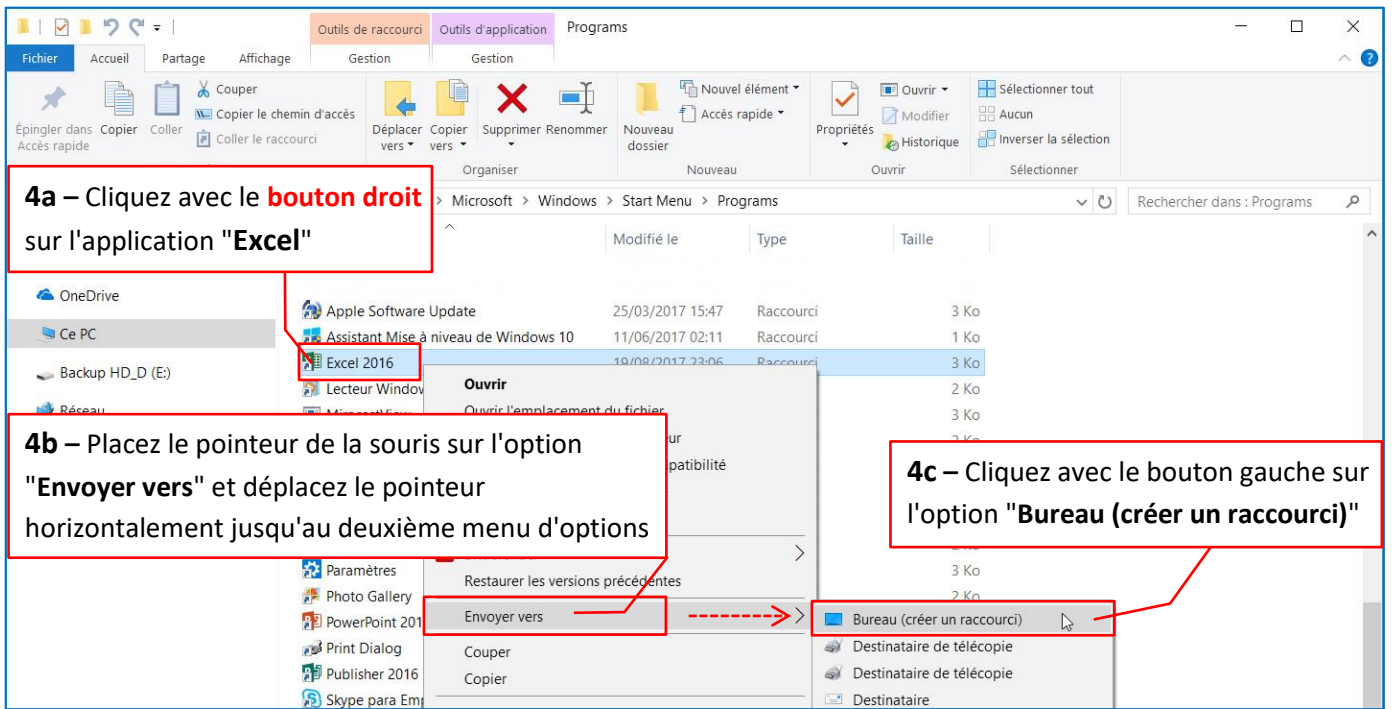 Outils de raccourci Outils d'application Programs
Fichier Accueil Partage Affichage Gestion Gestion
Épingler dans Accès rapide
Copier
Coller
Couper
Copier le chemin d'accès
Coller le raccourci
Déplacer vers
Copier vers
Supprimer
Renommer
Nouveau dossier
Nouvel élément
Accès rapide
Propriétés
Ouvrir
Modifier
Historique
Sélectionner tout
Aucun
Inverser la sélection
Organiser Nouveau Ouvrir Sélectionner
4a – Cliquez avec le bouton droit
sur l'application "Excel"
> Microsoft > Windows > Start Menu > Programs
Rechercher dans : Programs
Modifié le Type Taille
OneDrive
Ce PC
Backup HD_D (E:)
Réseau
Apple Software Update 25/03/2017 15:47 Raccourci 3 Ko
Assistant Mise à niveau de Windows 10 11/06/2017 02:11 Raccourci 1 Ko
Excel 2016 19/08/2017 23:06 Raccourci 3 Ko
Lecteur Window 2 Ko
3 Ko
Ouvrir
Ouvrir l'emplacement du fichier
4b – Placez le pointeur de la souris sur l'option
"Envoyer vers" et déplacez le pointeur
horizontalement jusqu'au deuxième menu d'options
4c – Cliquez avec le bouton gauche sur
l'option "Bureau (créer un raccourci)"
Paramètres 3 Ko
Photo Gallery 2 Ko
PowerPoint 201
Print Dialog
Publisher 2016
Skype para Em
Restaurer les versions précédentes
Envoyer vers
Couper
Copier
Bureau (créer un raccourci)
Destinataire de télécopie
Destinataire de télécopie
Destinataire